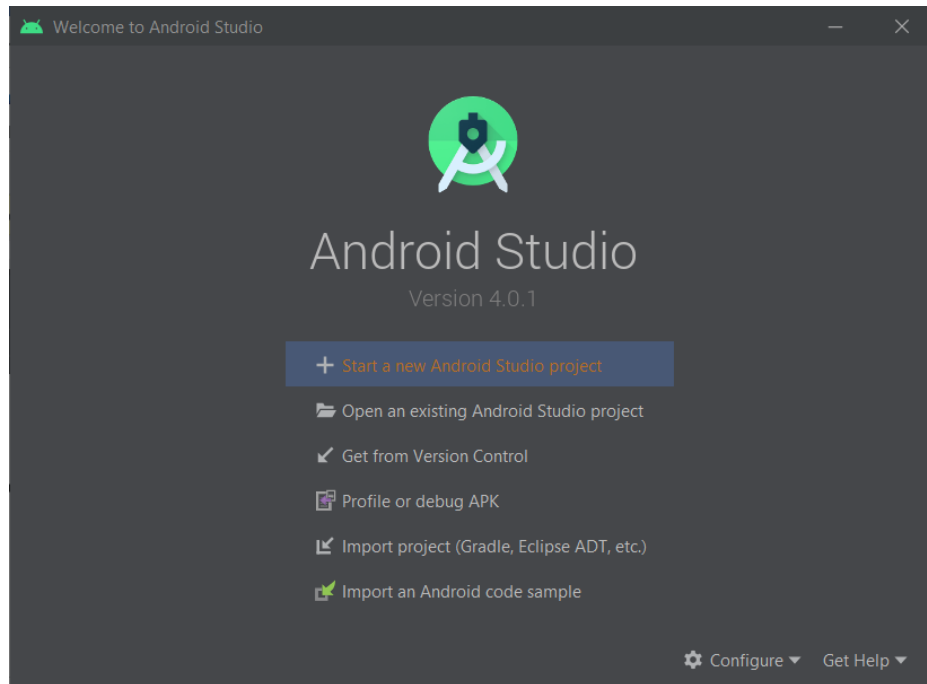 Welcome to Android Studio
Android Studio
Version 4.0.1
Start a new Android Studio project
Open an existing Android Studio project
Get from Version Control
Profile or debug APK
Import project (Gradle, Eclipse ADT, etc.)
Import an Android code sample
Configure Get Help